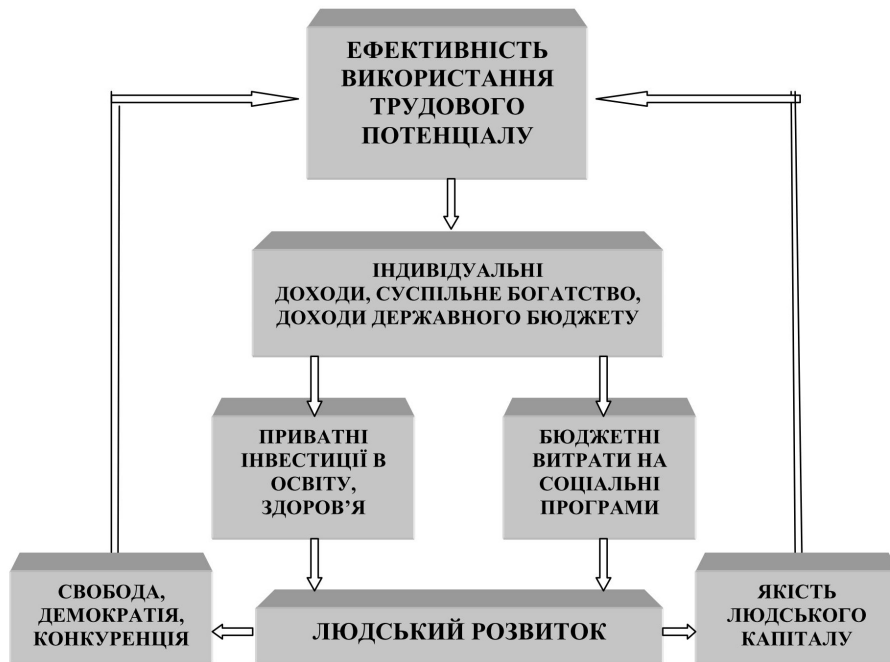 ЕФЕКТИВНІСТЬ
ВИКОРИСТАННЯ
ТРУДОВОГО
ПОТЕНЦІАЛУ
ІНДИВІДУАЛЬНІ
ДОХОДИ, СУСПІЛЬНЕ БОГАТСТВО,
ДОХОДИ ДЕРЖАВНОГО БЮДЖЕТУ
ПРИВАТНІ
ІНВЕСТИЦІЇ В
ОСВІТУ,
ЗДОРОВ’Я
БЮДЖЕТНІ
ВИТРАТИ НА
СОЦІАЛЬНІ
ПРОГРАМИ
СВОБОДА,
ДЕМОКРАТІЯ,
КОНКУРЕНЦІЯ
ЛЮДСЬКИЙ РОЗВИТОК
ЯКІСТЬ
ЛЮДСЬКОГО
КАПІТАЛУ